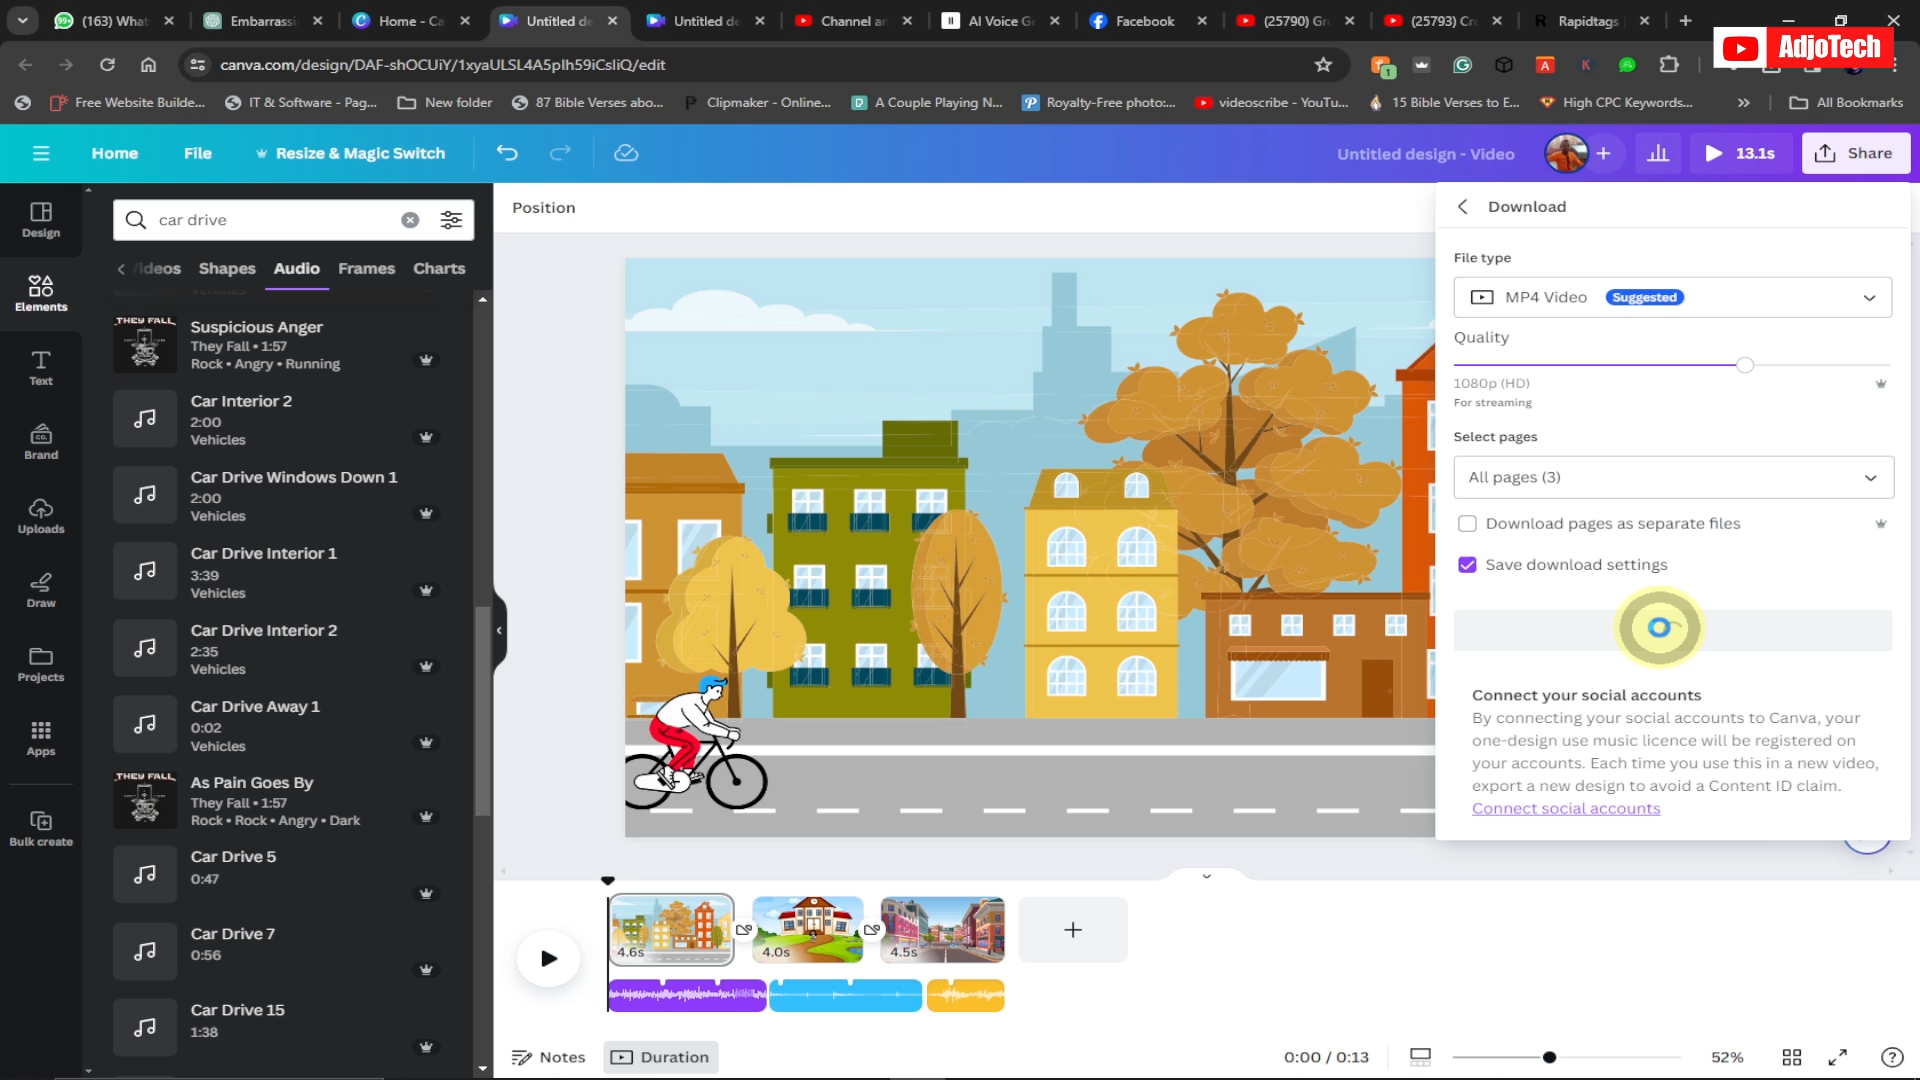 (163) What
Embarrassi
Home - Ca
Untitled de
Untitled de
Channel an
AI Voice Ge
Facebook
(25790) Gr
(25793) Cr
Rapidtags
AdjoTech
canva.com/design/DAF-shOCUiY/1xyaULSL4A5pIh59iCsIiQ/edit
Free Website Builde...
IT & Software - Pag...
New folder
87 Bible Verses abo...
Clipmaker - Online...
A Couple Playing N...
Royalty-Free photo:...
videoscribe - YouTu...
15 Bible Verses to E...
High CPC Keywords...
All Bookmarks
Home
File
Resize & Magic Switch
Untitled design - Video
13.1s
Share
Design
Elements
Text
Brand
Uploads
Draw
Projects
Apps
Bulk create
car drive
Videos
Shapes
Audio
Frames
Charts
THEY FALL
Suspicious Anger
They Fall • 1:57
Rock • Angry • Running
Car Interior 2
2:00
Vehicles
Car Drive Windows Down 1
2:00
Vehicles
Car Drive Interior 1
3:39
Vehicles
Car Drive Interior 2
2:35
Vehicles
Car Drive Away 1
0:02
Vehicles
THEY FALL
As Pain Goes By
They Fall • 1:57
Rock • Rock • Angry • Dark
Car Drive 5
0:47
Car Drive 7
0:56
Car Drive 15
1:38
Position
Download
File type
MP4 Video Suggested
Quality
1080p (HD)
For streaming
Select pages
All pages (3)
Download pages as separate files
Save download settings
Connect your social accounts
By connecting your social accounts to Canva, your
one-design use music licence will be registered on
your accounts. Each time you use this in a new video,
export a new design to avoid a Content ID claim.
Connect social accounts
4.6s
4.0s
4.5s
Notes
Duration
0:00 / 0:13
52%